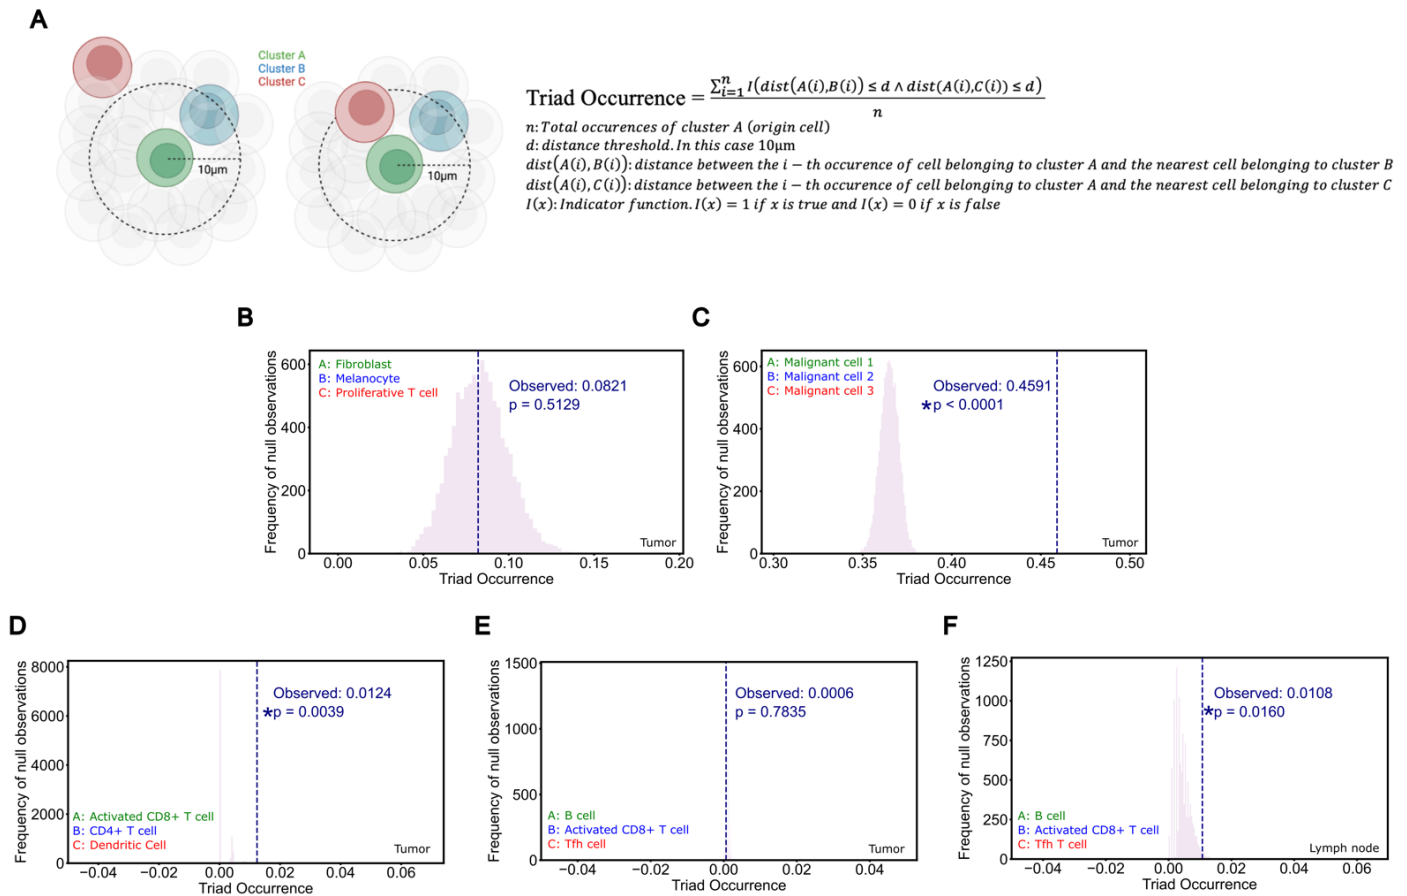 A
Cluster A
Cluster B
Cluster C
10μm
10μm
Triad Occurrence = \frac{\sum_{i=1}^{n} I(dist(A(i),B(i)) ≤ d ∧ dist(A(i),C(i)) ≤ d)}{n}
n: Total occurences of cluster A (origin cell)
d: distance threshold. In this case 10μm
dist(A(i),B(i)): distance between the i − th occurence of cell belonging to cluster A and the nearest cell belonging to cluster B
dist(A(i),C(i)): distance between the i − th occurence of cell belonging to cluster A and the nearest cell belonging to cluster C
I(x): Indicator function. I(x) = 1 if x is true and I(x) = 0 if x is false
B
Frequency of null observations
600
400
200
0
A: Fibroblast
B: Melanocyte
C: Proliferative T cell
Observed: 0.0821
p = 0.5129
Tumor
0.00 0.05 0.10 0.15 0.20
Triad Occurrence
C
Frequency of null observations
600
400
200
0
A: Malignant cell 1
B: Malignant cell 2
C: Malignant cell 3
Observed: 0.4591
*p < 0.0001
Tumor
0.30 0.35 0.40 0.45 0.50
Triad Occurrence
D
Frequency of null observations
8000
6000
4000
2000
0
Observed: 0.0124
*p = 0.0039
A: Activated CD8+ T cell
B: CD4+ T cell
C: Dendritic Cell
Tumor
−0.04 −0.02 0.00 0.02 0.04 0.06
Triad Occurrence
E
Frequency of null observations
1500
1000
500
0
Observed: 0.0006
p = 0.7835
A: B cell
B: Activated CD8+ T cell
C: Tfh cell
Tumor
−0.04 −0.02 0.00 0.02 0.04
Triad Occurrence
F
Frequency of null observations
1250
1000
750
500
250
0
Observed: 0.0108
*p = 0.0160
A: B cell
B: Activated CD8+ T cell
C: Tfh T cell
Lymph node
−0.04 −0.02 0.00 0.02 0.04 0.06
Triad Occurrence